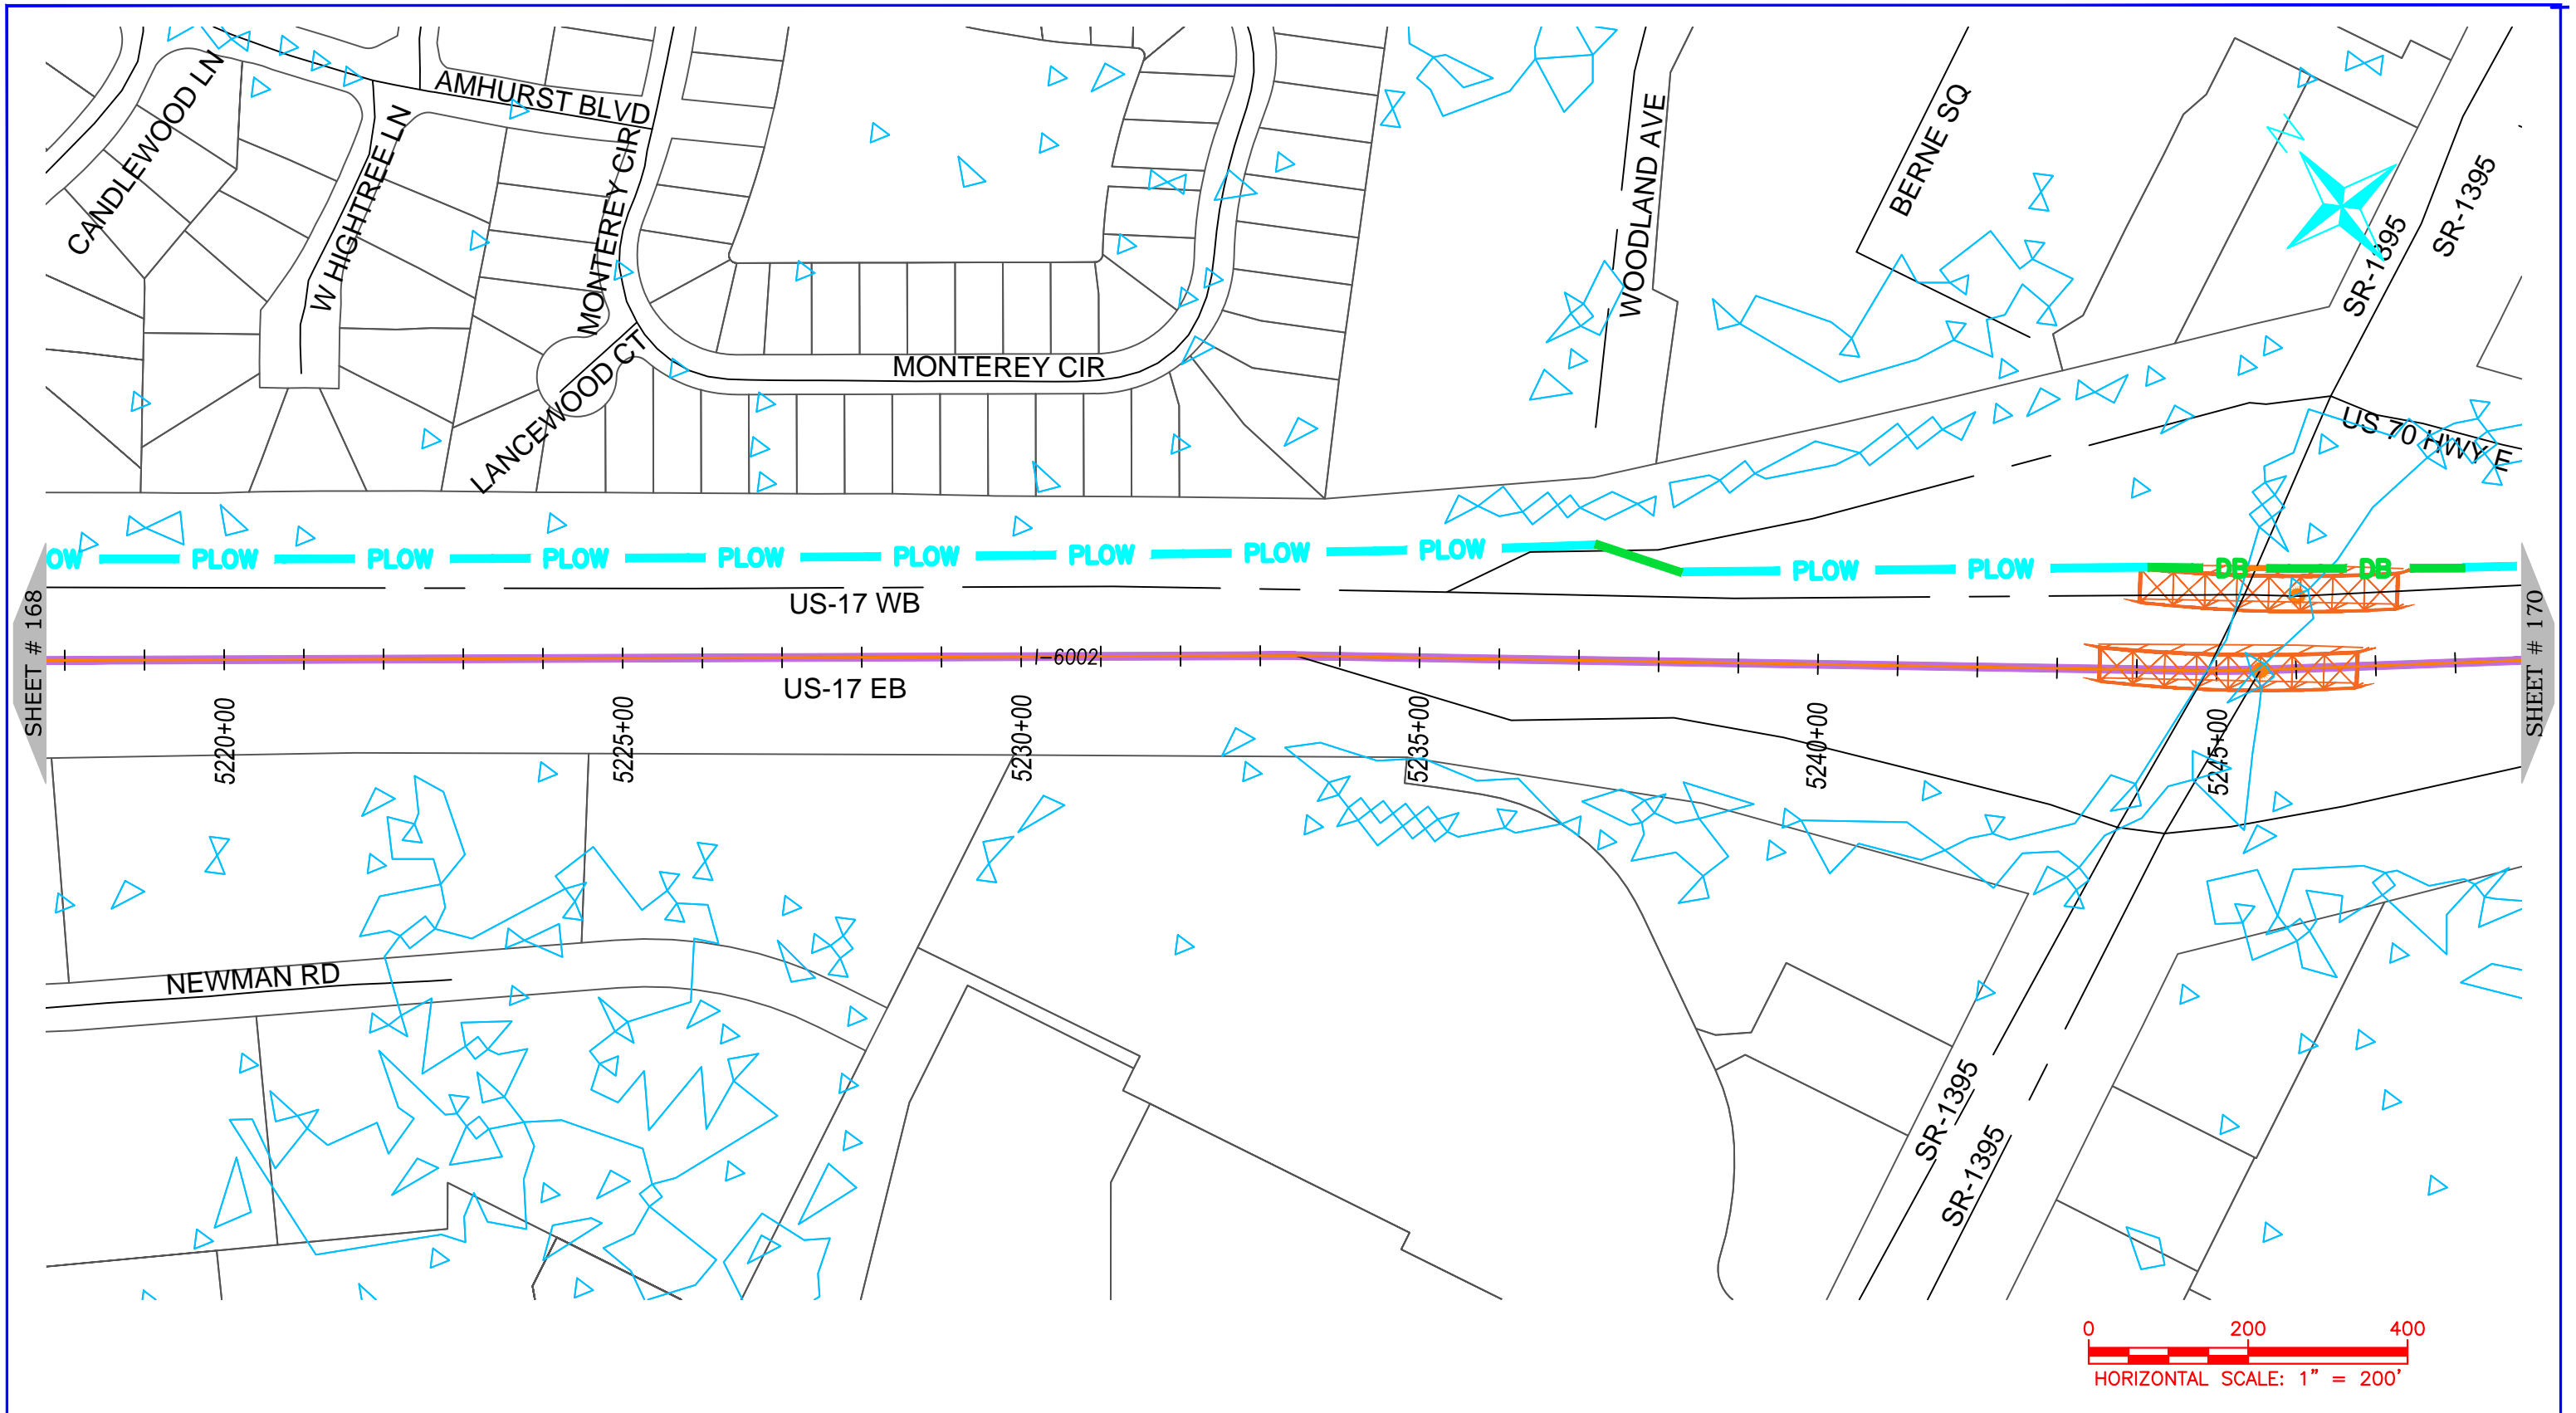 CANDLEWOOD LN
AMHURST BLVD
W HIGHTREE LN
MONTEREY CIR
LANCEWOOD CT
MONTEREY CIR
WOODLAND AVE
BERNE SQ
N
SR-1395
SR-1395
US 70 HWY E
OW PLOW PLOW PLOW PLOW PLOW PLOW PLOW PLOW PLOW PLOW DB DB
US-17 WB
I-6002
US-17 EB
SHEET # 168
SHEET # 170
5220+00
5225+00
5230+00
5235+00
5240+00
5245+00
NEWMAN RD
SR-1395
SR-1395
0 200 400
HORIZONTAL SCALE: 1" = 200'